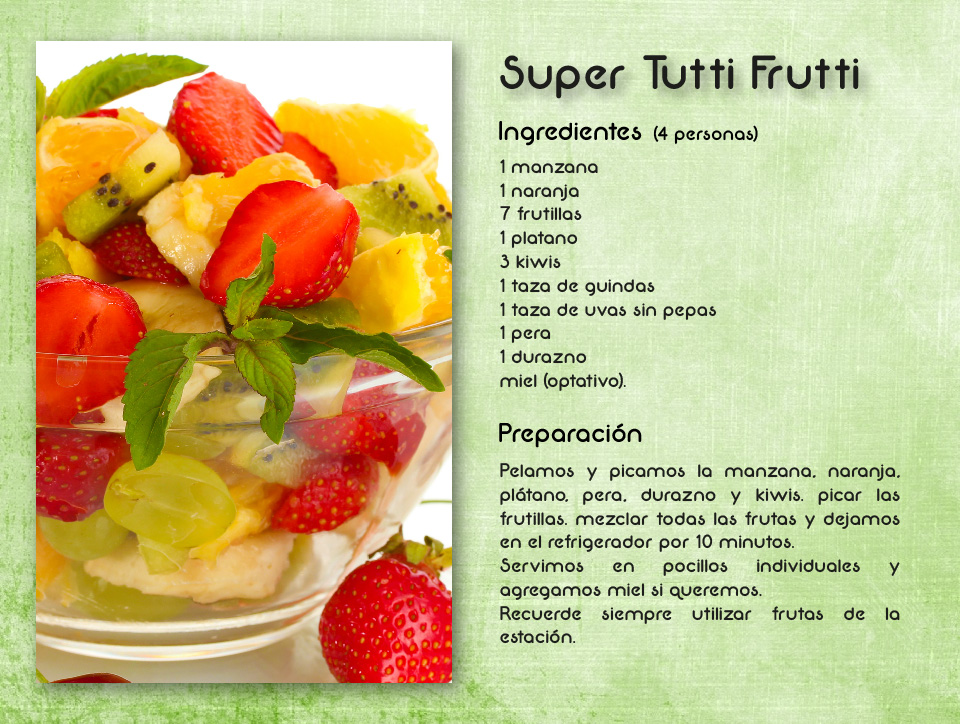 Super Tutti Frutti
Ingredientes (4 personas)
1 manzana
1 naranja
7 frutillas
1 platano
3 kiwis
1 taza de guindas
1 taza de uvas sin pepas
1 pera
1 durazno
miel (optativo).
Preparación
Pelamos y picamos la manzana, naranja,
plátano, pera, durazno y kiwis. picar las
frutillas. mezclar todas las frutas y dejamos
en el refrigerador por 10 minutos.
Servimos en pocillos individuales y
agregamos miel si queremos.
Recuerde siempre utilizar frutas de la
estación.